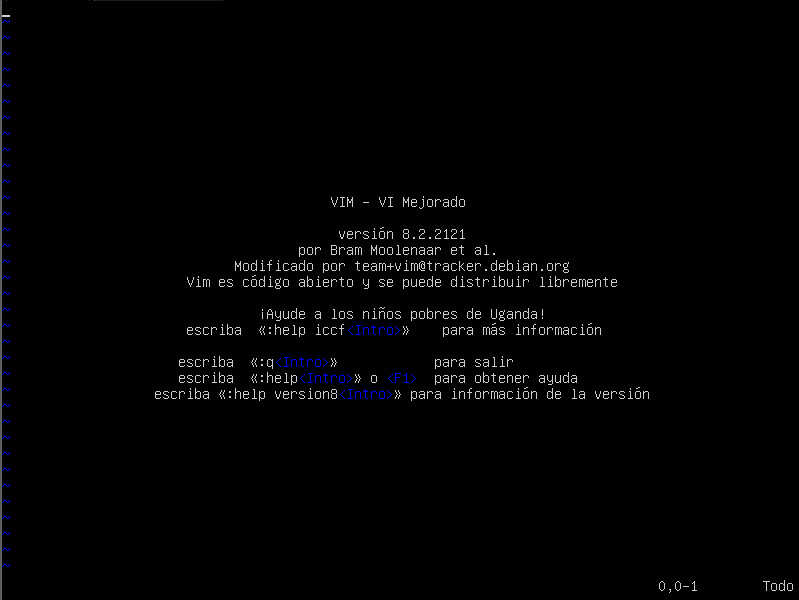 ~
~
~
~
~
~
~
~
~
~
~
~ VIM - VI Mejorado
~
~ versión 8.2.2121
~ por Bram Moolenaar et al.
~ Modificado por team+vim@tracker.debian.org
~ Vim es código abierto y se puede distribuir libremente
~
~ ¡Ayude a los niños pobres de Uganda!
~ escriba «:help iccf<Intro>» para más información
~
~ escriba «:q<Intro>» para salir
~ escriba «:help<Intro>» o <F1> para obtener ayuda
~ escriba «:help version8<Intro>» para información de la versión
~
~
~
~
~
~
~
~
~
~
~
0,0-1 Todo